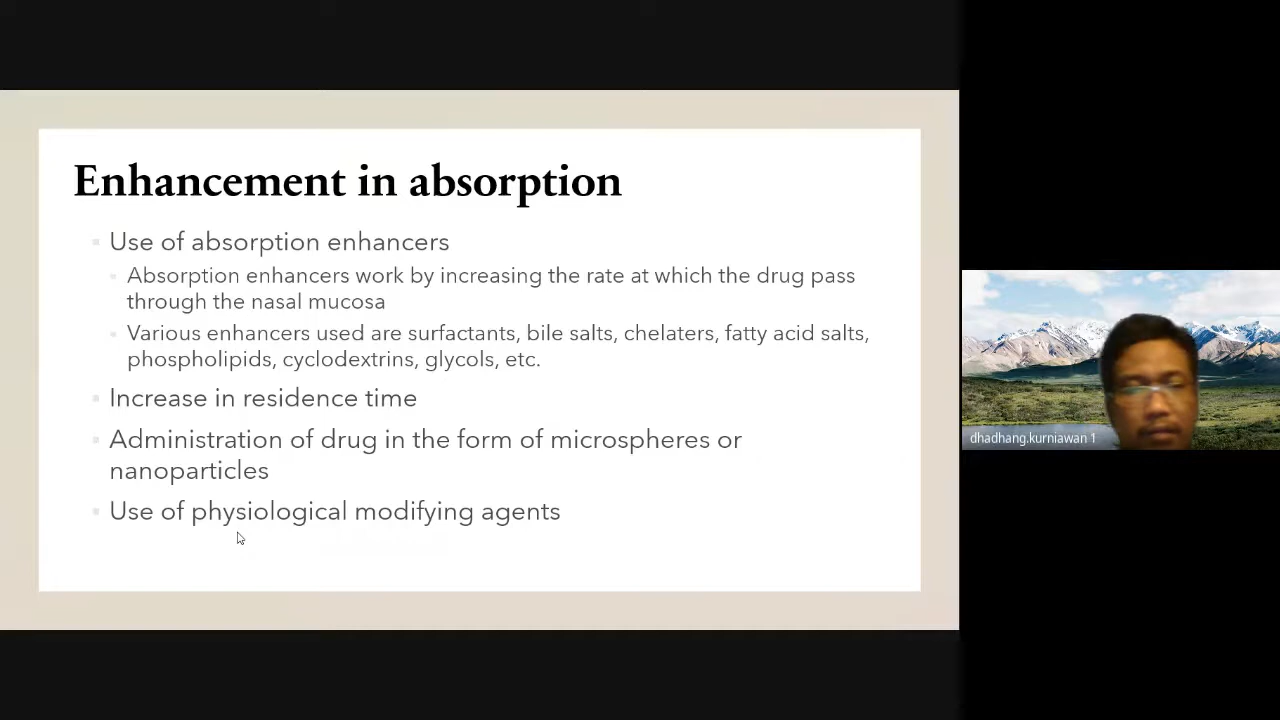 Enhancement in absorption
Use of absorption enhancers
Absorption enhancers work by increasing the rate at which the drug pass
through the nasal mucosa
Various enhancers used are surfactants, bile salts, chelaters, fatty acid salts,
phospholipids, cyclodextrins, glycols, etc.
Increase in residence time
Administration of drug in the form of microspheres or
nanoparticles
Use of physiological modifying agents
dhadhang.kurniawan 1